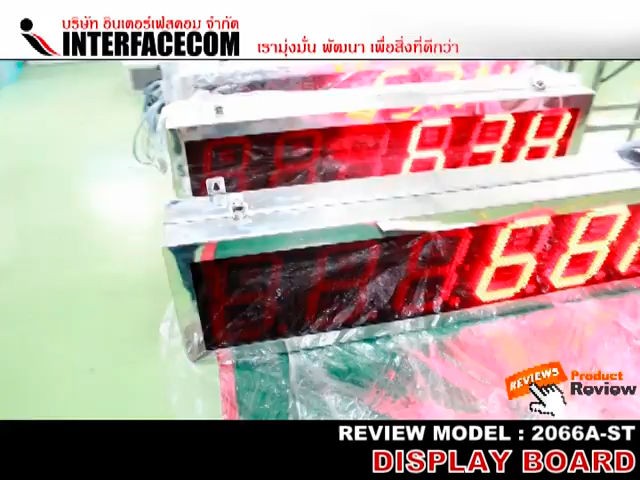 บริษัท อินเตอร์เฟสคอม จำกัด
INTERFACECOM
เรามุ่งมั่น พัฒนา เพื่อสิ่งที่ดีกว่า
634
68
REVIEWS
Product
Review
REVIEW MODEL : 2066A-ST
DISPLAY BOARD